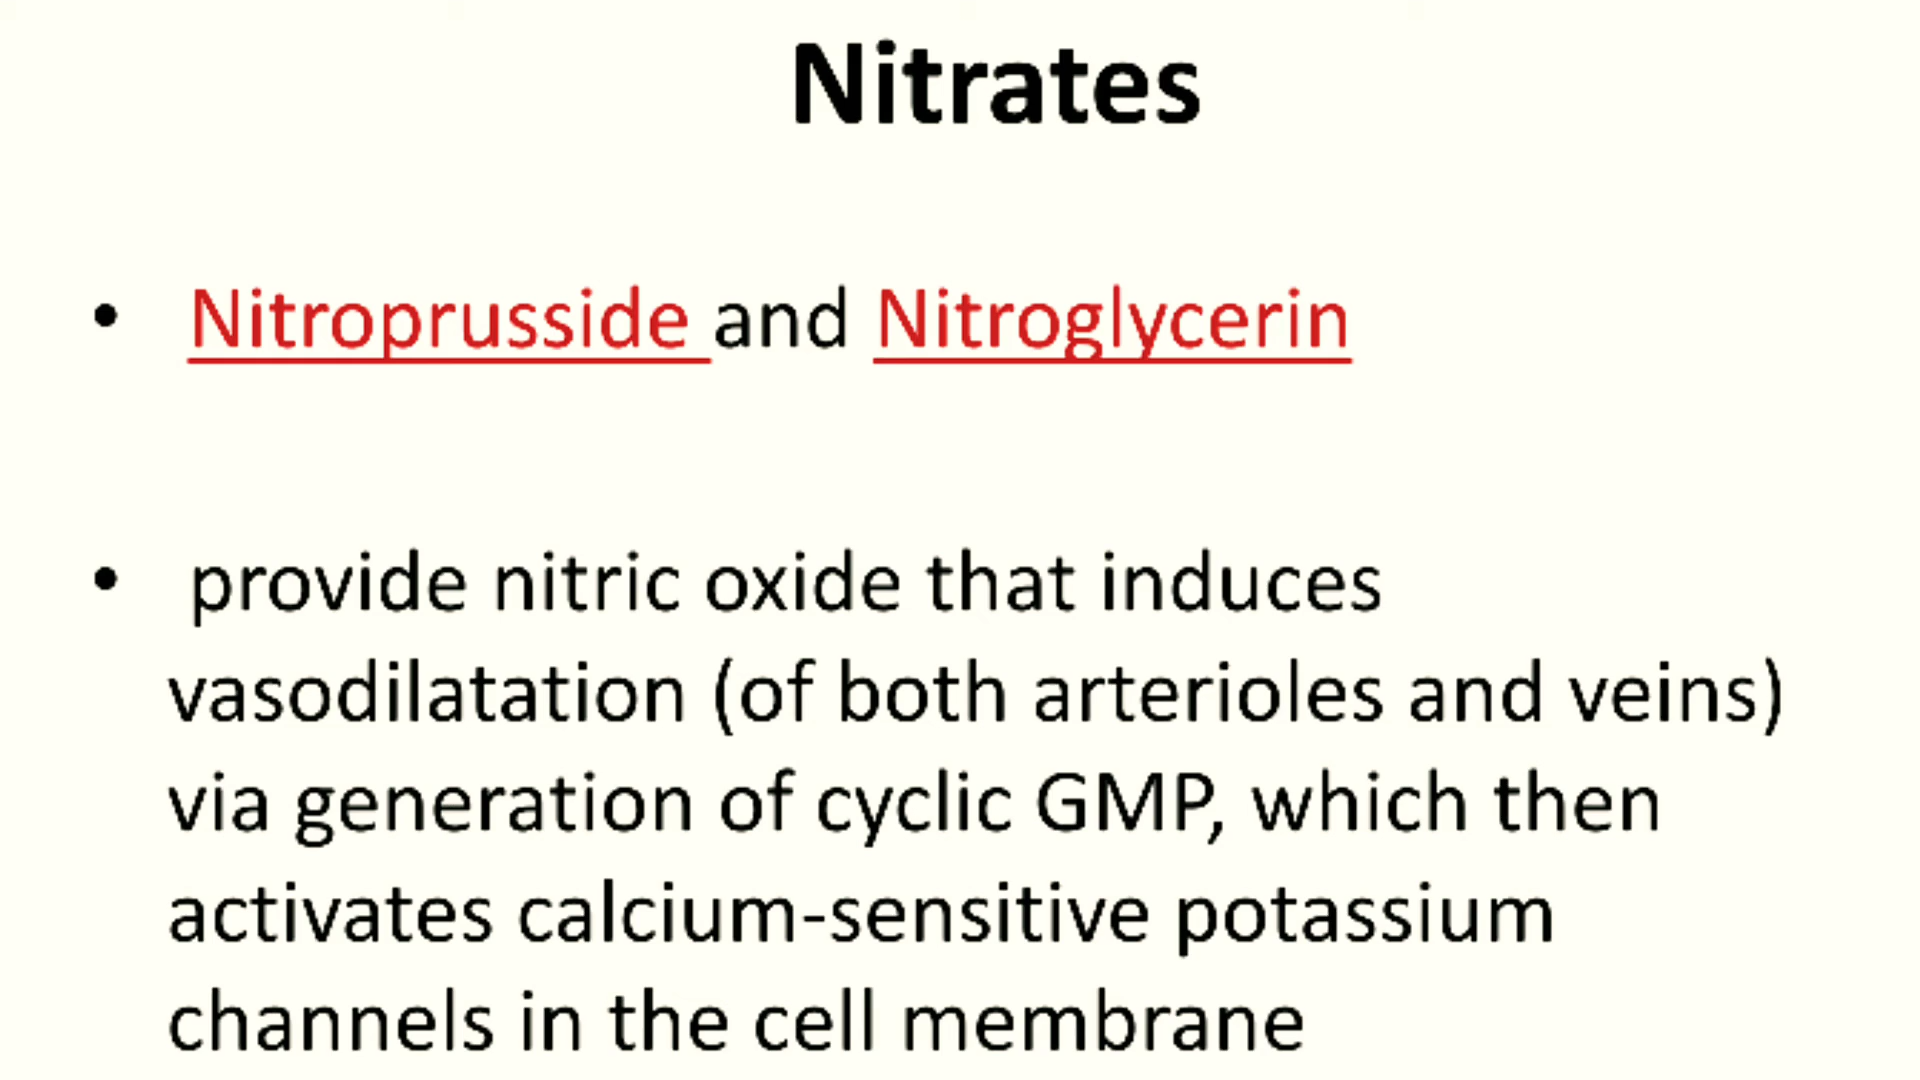 Nitrates
• Nitroprusside and Nitroglycerin
• provide nitric oxide that induces
vasodilatation (of both arterioles and veins)
via generation of cyclic GMP, which then
activates calcium-sensitive potassium
channels in the cell membrane